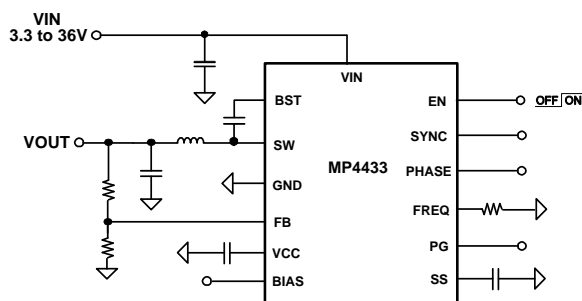 VIN
3.3 to 36V
VIN
BST
EN
OFF ON
SYNC
VOUT
SW
MP4433
PHASE
GND
FREQ
FB
PG
VCC
SS
BIAS